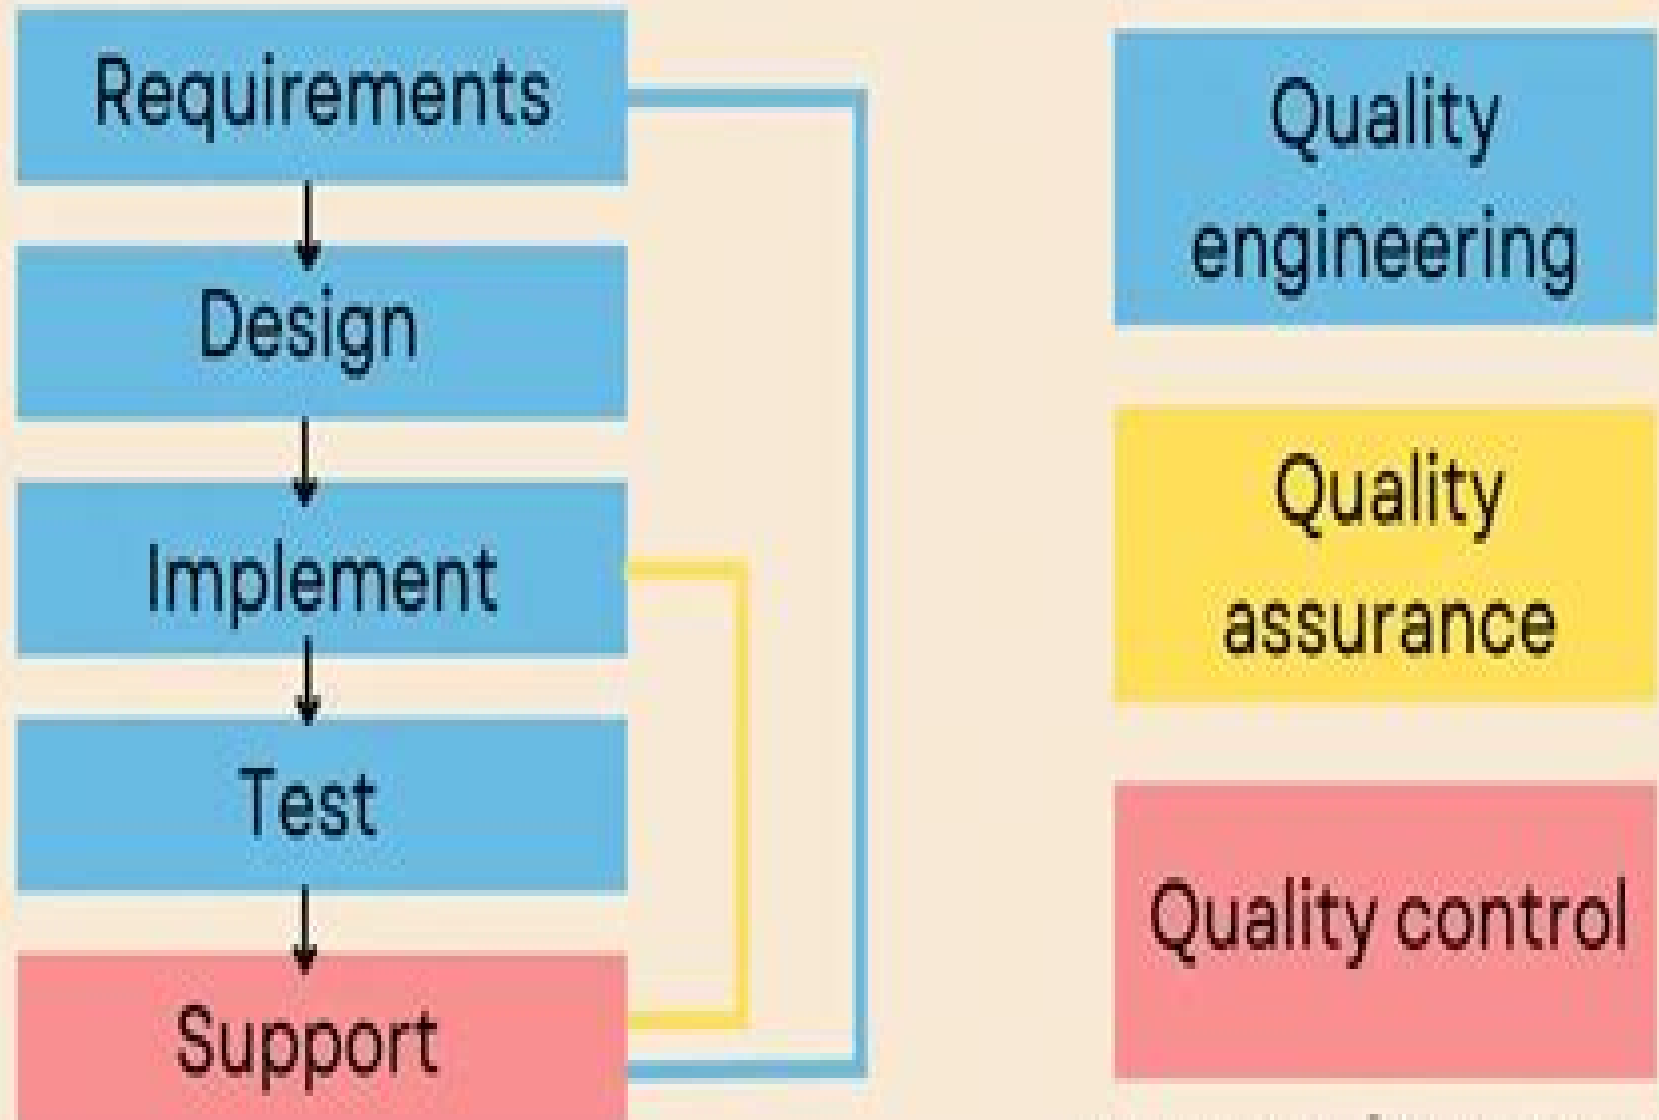 Requirements
Design
Implement
Test
Support
Quality
engineering
Quality
assurance
Quality control